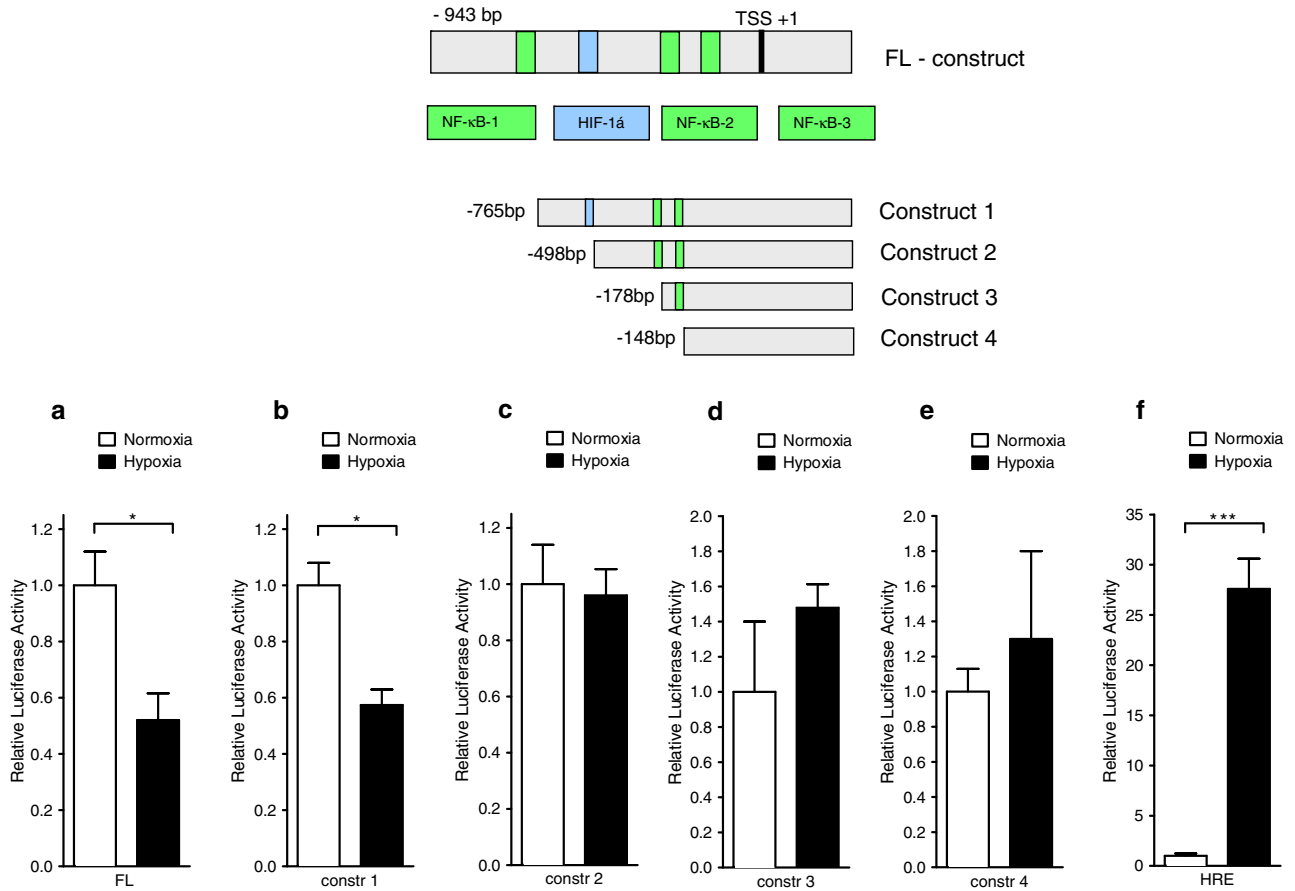 - 943 bp
TSS +1
FL - construct
NF-κB-1
HIF-1á
NF-κB-2
NF-κB-3
-765bp
Construct 1
-498bp
Construct 2
-178bp
Construct 3
-148bp
Construct 4
a
Normoxia
Hypoxia
*
Relative Luciferase Activity
1.2
1.0
0.8
0.6
0.4
0.2
0.0
FL
b
Normoxia
Hypoxia
*
Relative Luciferase Activity
1.2
1.0
0.8
0.6
0.4
0.2
0.0
constr 1
c
Normoxia
Hypoxia
Relative Luciferase Activity
1.2
1.0
0.8
0.6
0.4
0.2
0.0
constr 2
d
Normoxia
Hypoxia
Relative Luciferase Activity
2.0
1.8
1.6
1.4
1.2
1.0
0.8
0.6
0.4
0.2
0.0
constr 3
e
Normoxia
Hypoxia
Relative Luciferase Activity
2.0
1.8
1.6
1.4
1.2
1.0
0.8
0.6
0.4
0.2
0.0
constr 4
f
Normoxia
Hypoxia
***
Relative Luciferase Activity
35
30
25
20
15
10
5
0
HRE